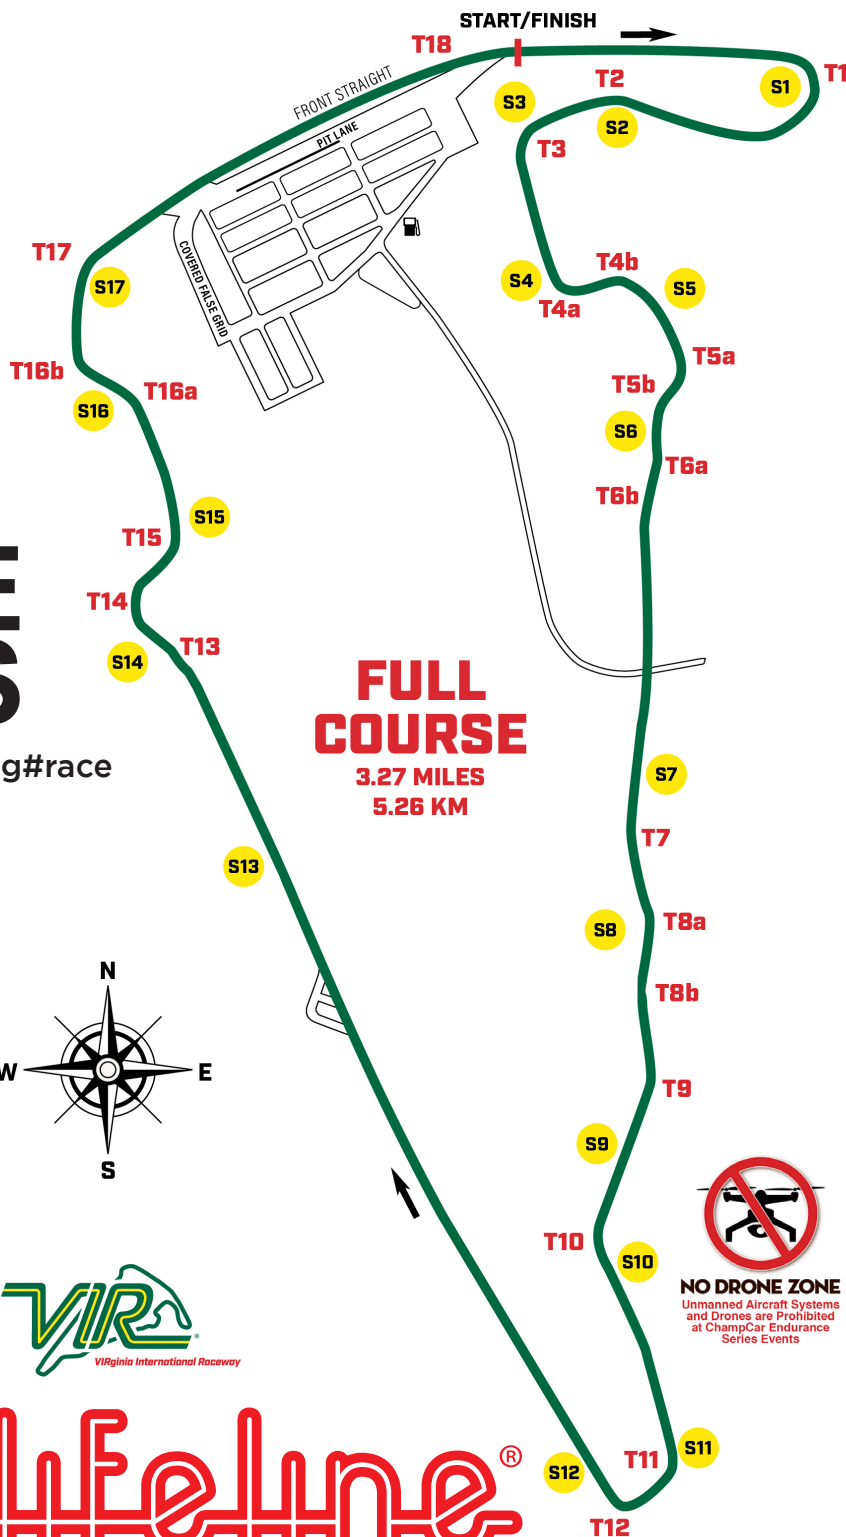 START/FINISH
T18
T1
FRONT STRAIGHT
T2
S1
S3
S2
PIT LANE
T3
T17
COVERED FALSE GRID
S17
S4
T4b
S5
T4a
T16b
T16a
T5a
T5b
S16
S6
T6a
T6b
S15
T15
T14
T13
S14
FULL
COURSE
3.27 MILES
5.26 KM
g#race
S7
T7
S13
S8
T8a
N
T8b
W
E
T9
S
S9
T10
S10
NO DRONE ZONE
Unmanned Aircraft Systems
and Drones are Prohibited
at ChampCar Endurance
Series Events
VIR®
VIRginia International Raceway
S11
T11
S12
lifeline®
T12